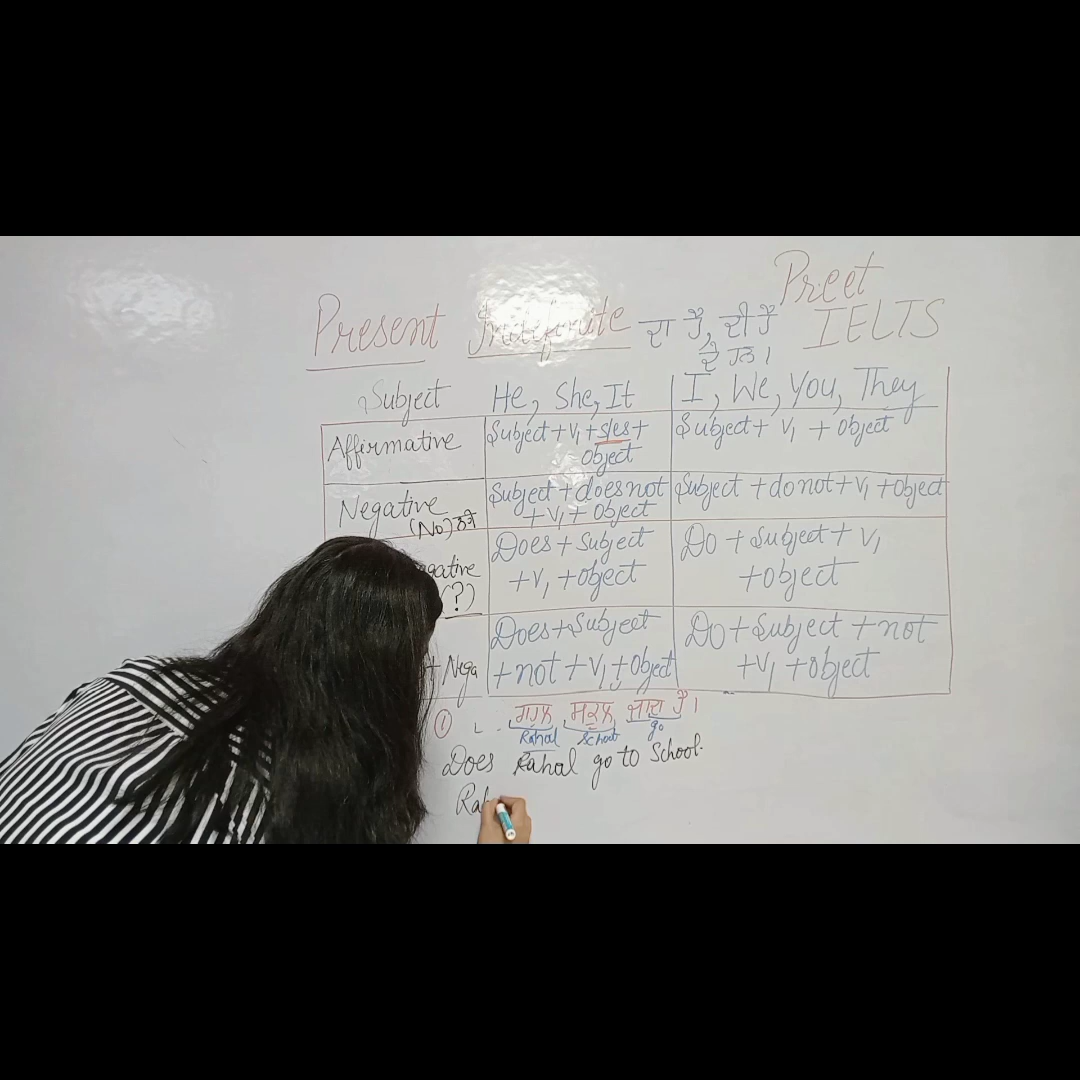 Preet
IELTS
Present Indefinite ਦਾ ਹੈ, ਦੀ ਹੈ
ਦੇ ਹਨ।
Subject He, She, It I, We, You, They
Affirmative Subject + V1 + s/es + Object Subject + V1 + Object
Negative (No) ਨਹੀਂ Subject + does not + V1 + Object Subject + do not + V1 + Object
gative (?) Does + Subject + V1 + Object Do + Subject + V1 + Object
+ Nega Does + Subject + not + V1 + Object Do + Subject + not + V1 + Object
① ਰਾਹੁਲ ਸਕੂਲ ਜਾਂਦਾ ਹੈ।
Rahul School go
Does Rahul go to School.
Ra